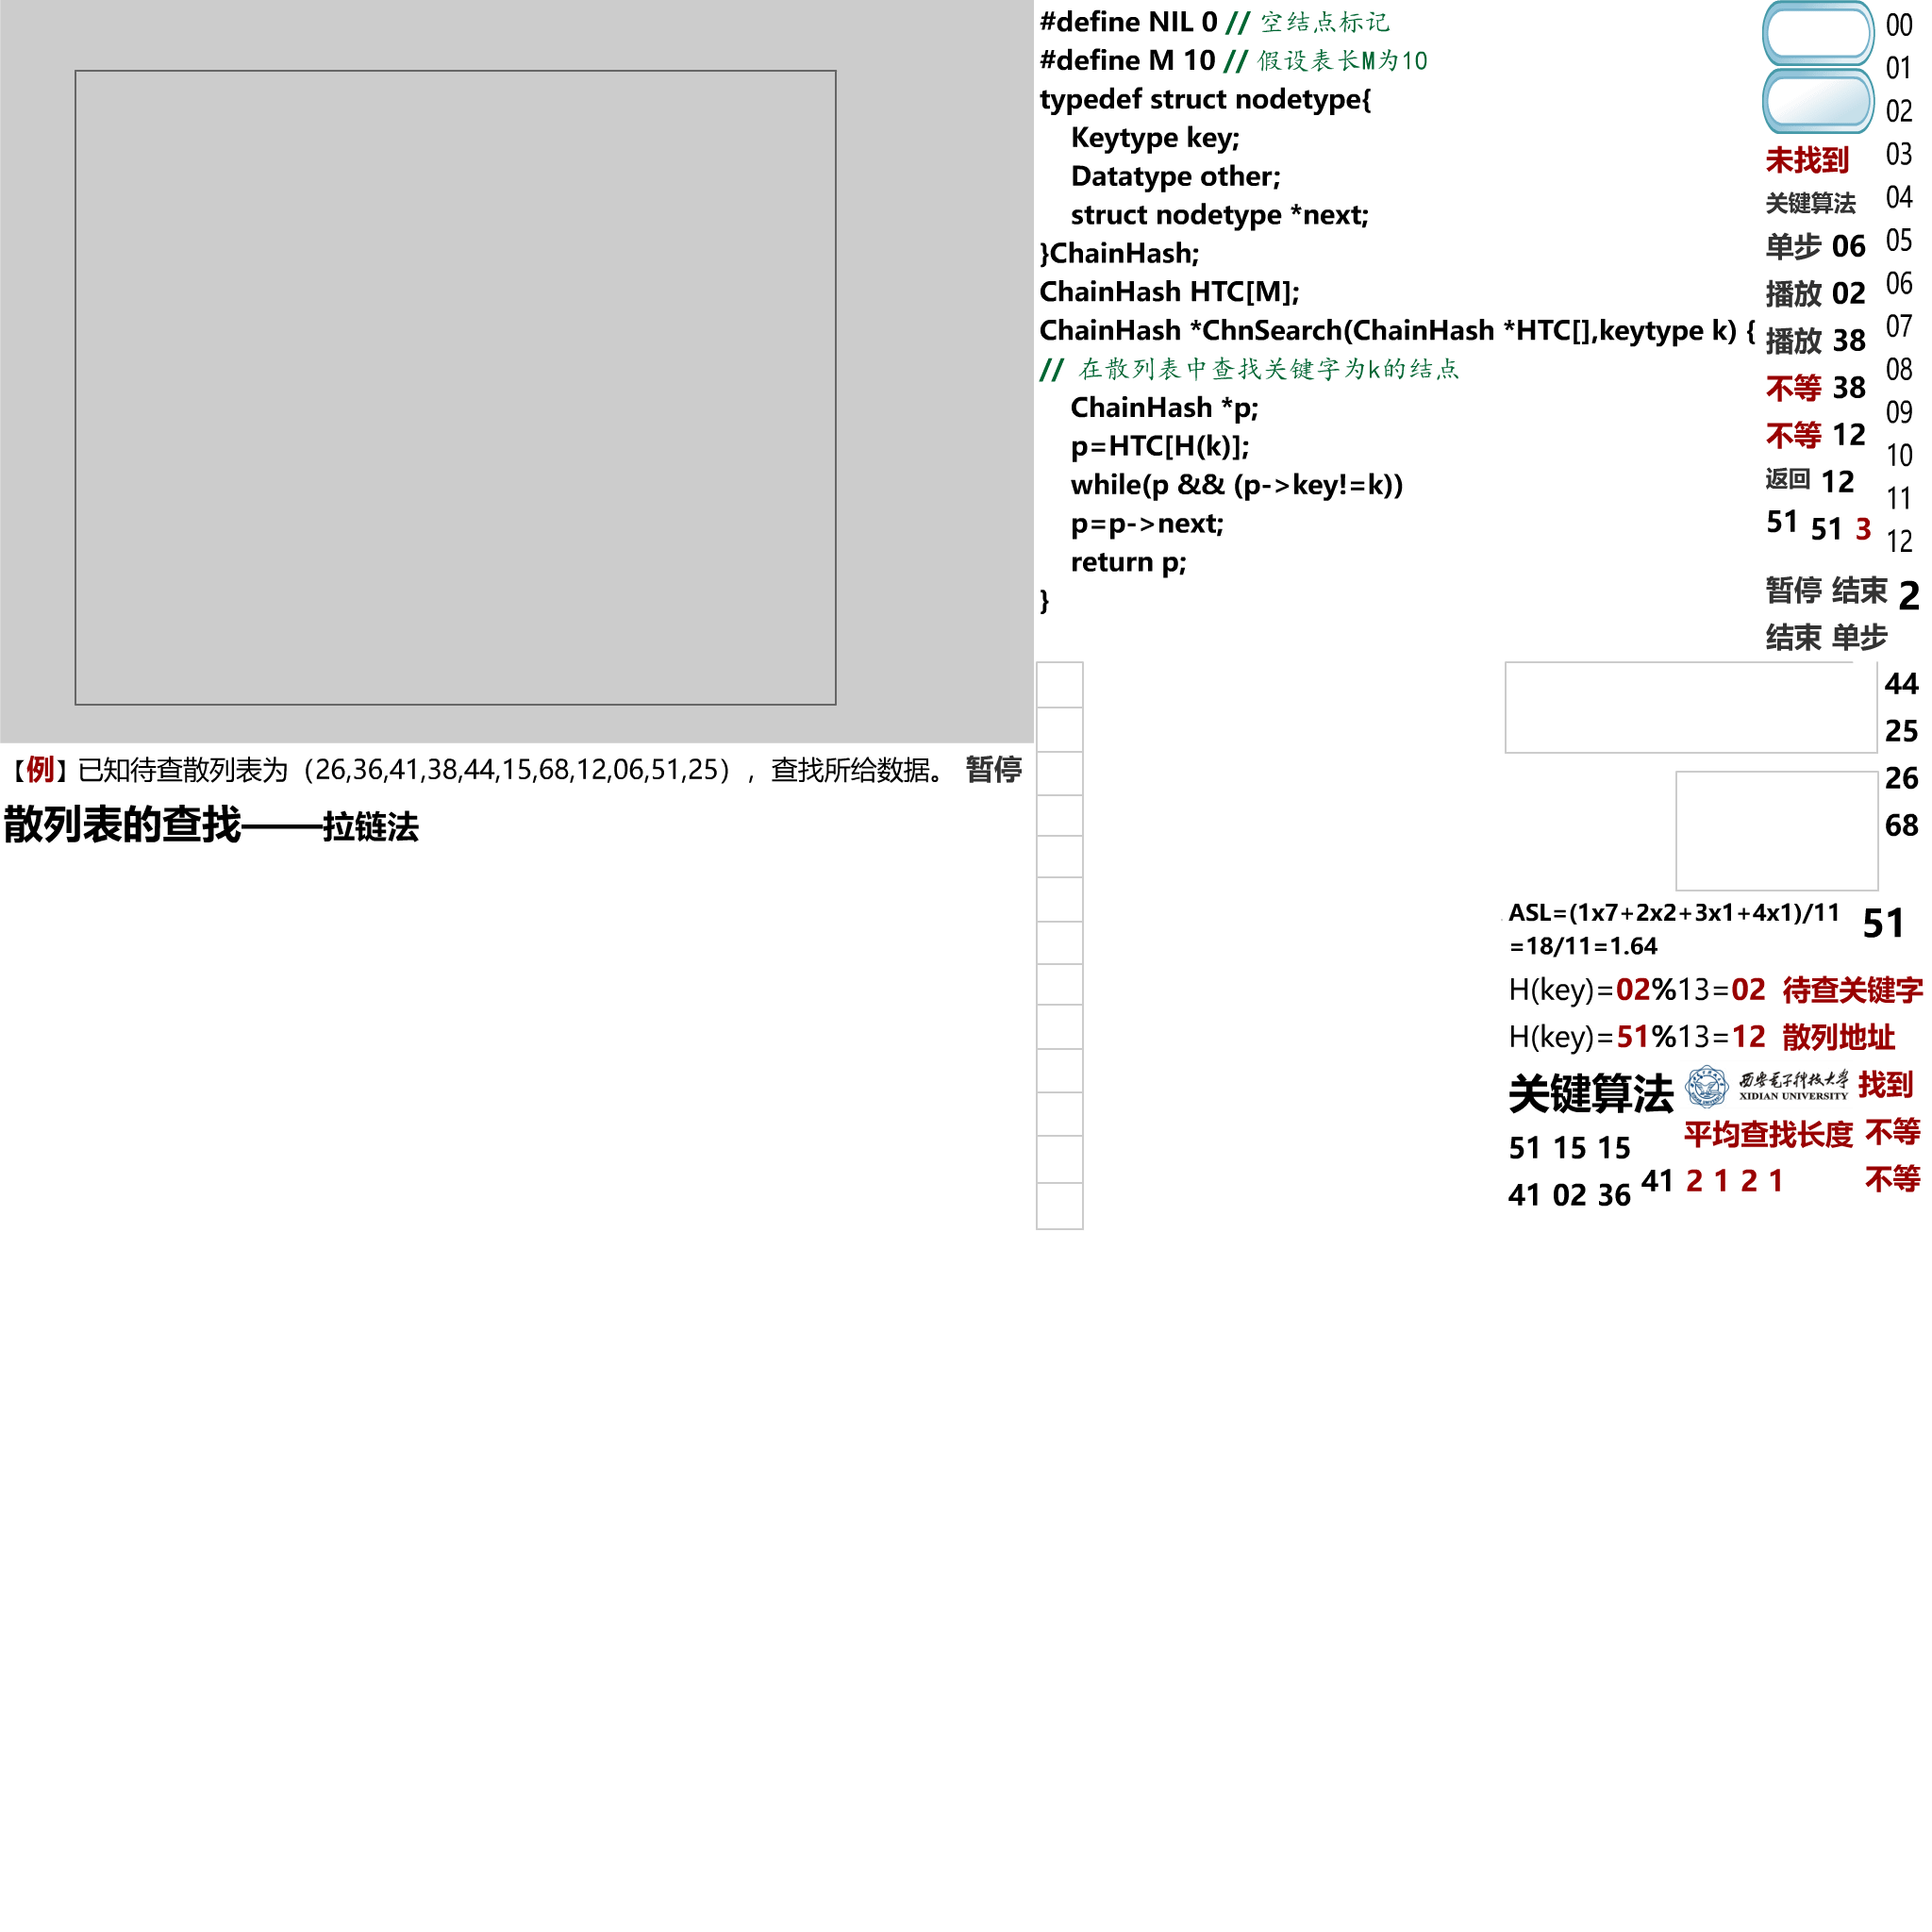 #define NIL 0 // 空结点标记
#define M 10 // 假设表长M为10
typedef struct nodetype{
Keytype key;
Datatype other;
struct nodetype *next;
}ChainHash;
ChainHash HTC[M];
ChainHash *ChnSearch(ChainHash *HTC[],keytype k) {
// 在散列表中查找关键字为k的结点
ChainHash *p;
p=HTC[H(k)];
while(p && (p->key!=k))
p=p->next;
return p;
}
未找到
关键算法
单步 06
播放 02
播放 38
不等 38
不等 12
返回 12
51 51 3
暂停 结束 2
结束 单步
00
01
02
03
04
05
06
07
08
09
10
11
12
44
25
26
68
【例】已知待查散列表为（26,36,41,38,44,15,68,12,06,51,25），查找所给数据。 暂停
散列表的查找——拉链法
ASL=(1x7+2x2+3x1+4x1)/11
=18/11=1.64
51
H(key)=02%13=02 待查关键字
H(key)=51%13=12 散列地址
关键算法 西安电子科技大学 XIDIAN UNIVERSITY 找到
51 15 15 平均查找长度 不等
41 02 36 41 2 1 2 1 不等